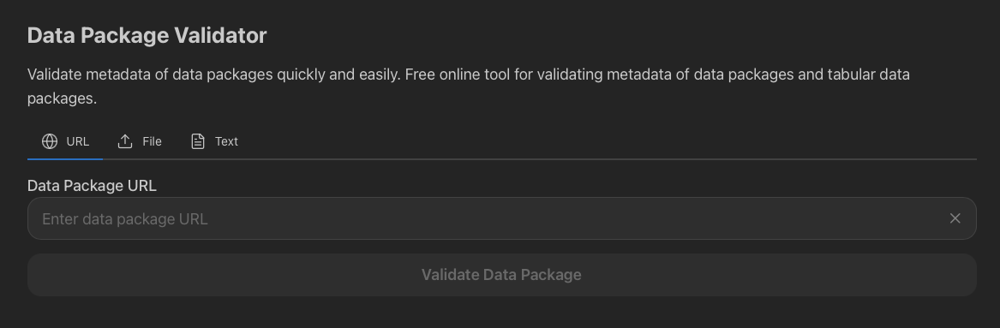 Data Package Validator
Validate metadata of data packages quickly and easily. Free online tool for validating metadata of data packages and tabular data
packages.
URL File Text
Data Package URL
Enter data package URL
Validate Data Package